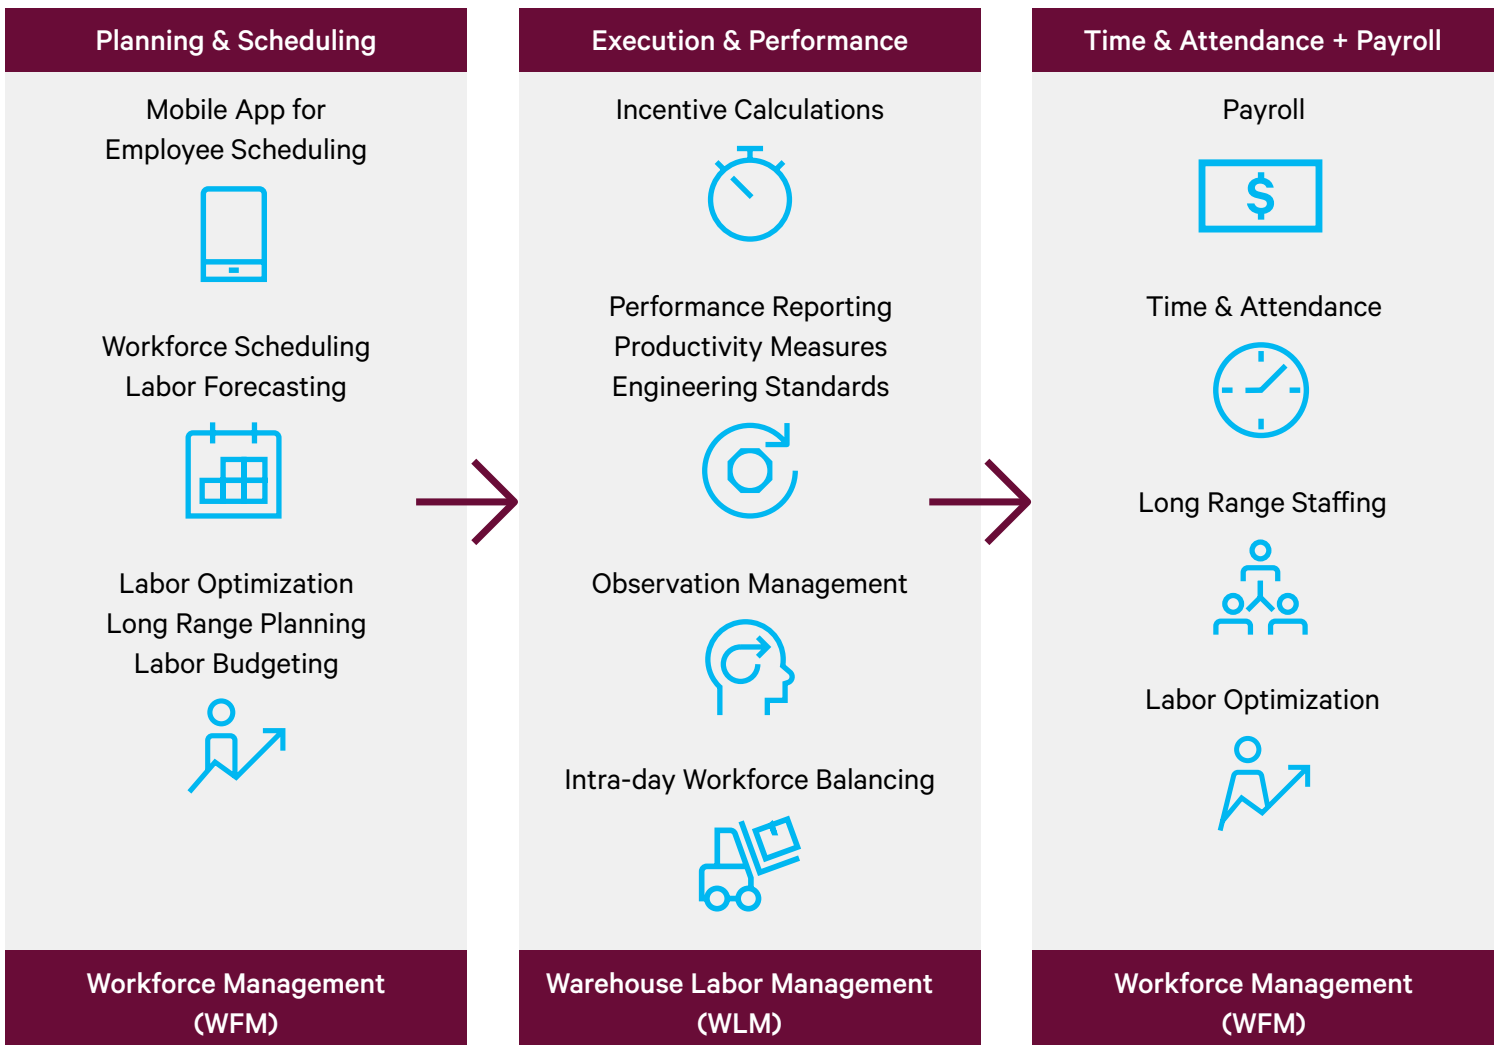 Planning & Scheduling
Mobile App for
Employee Scheduling
Workforce Scheduling
Labor Forecasting
Labor Optimization
Long Range Planning
Labor Budgeting
Workforce Management
(WFM)
Execution & Performance
Incentive Calculations
Performance Reporting
Productivity Measures
Engineering Standards
Observation Management
Intra-day Workforce Balancing
Warehouse Labor Management
(WLM)
Time & Attendance + Payroll
Payroll
$
Time & Attendance
Long Range Staffing
Labor Optimization
Workforce Management
(WFM)